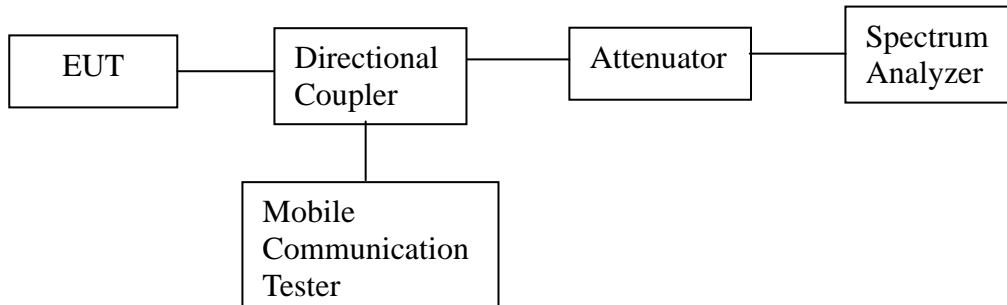 EUT
Directional
Coupler
Attenuator
Spectrum
Analyzer
Mobile
Communication
Tester